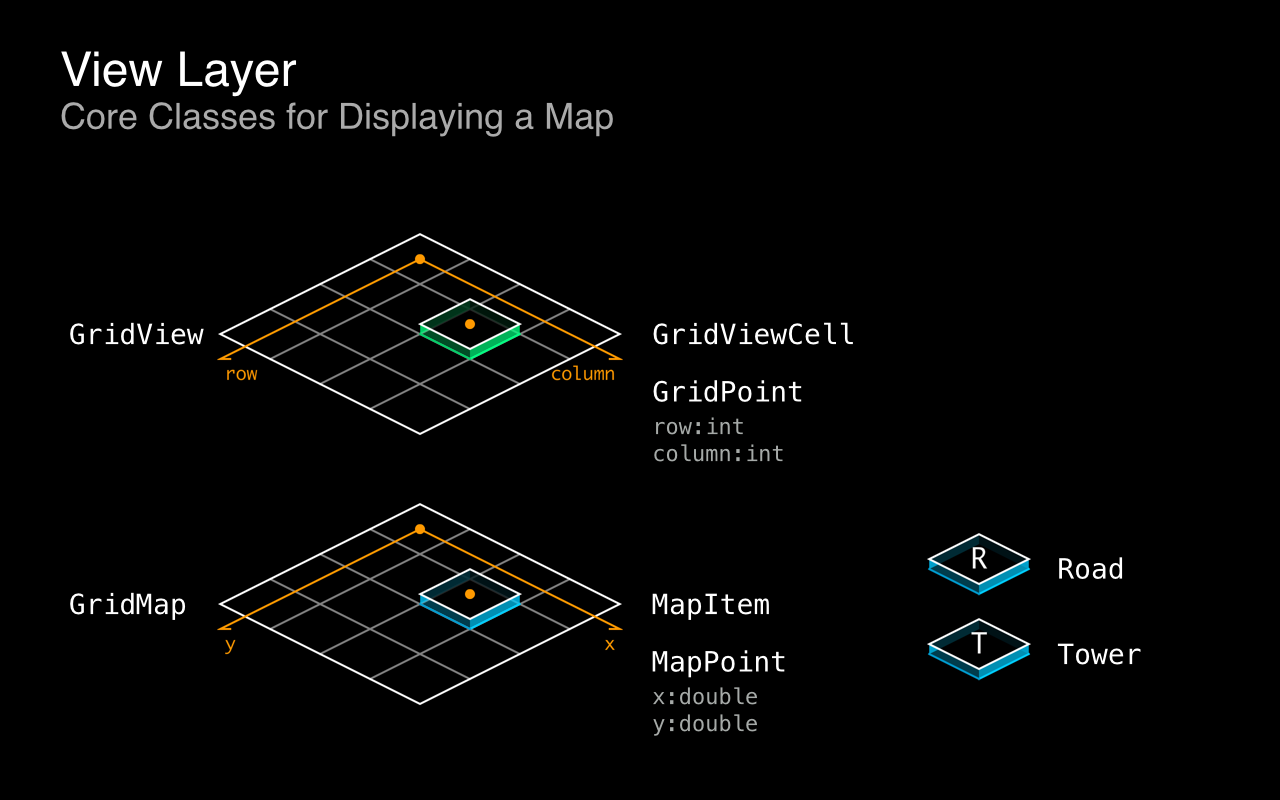 View Layer
Core Classes for Displaying a Map
GridView
row
column
GridViewCell
GridPoint
row:int
column:int
GridMap
y
x
MapItem
MapPoint
x:double
y:double
R
Road
T
Tower